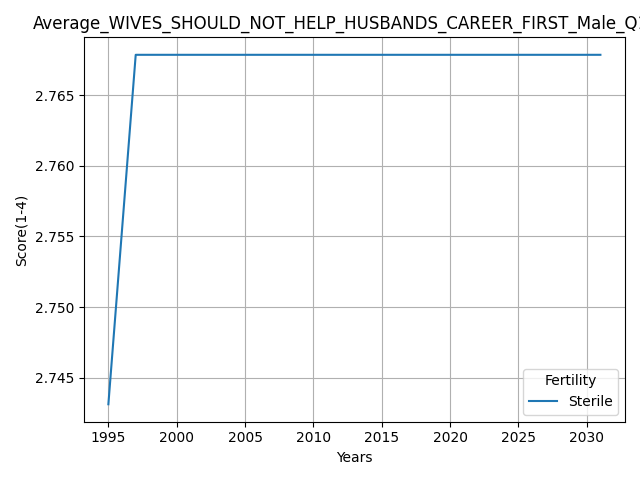 Average_WIVES_SHOULD_NOT_HELP_HUSBANDS_CAREER_FIRST_Male_Q
2.765
2.760
2.755
2.750
2.745
Score(1-4)
Fertility
Sterile
1995 2000 2005 2010 2015 2020 2025 2030
Years